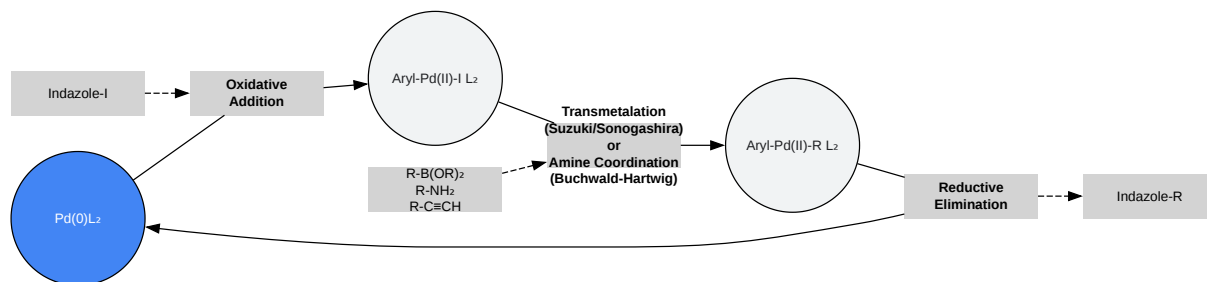 Indazole-I
Oxidative
Addition
Aryl-Pd(II)-I L₂
Transmetalation
(Suzuki/Sonogashira)
or
Amine Coordination
(Buchwald-Hartwig)
R-B(OR)₂
R-NH₂
R-C≡CH
Aryl-Pd(II)-R L₂
Reductive
Elimination
Indazole-R
Pd(0)L₂